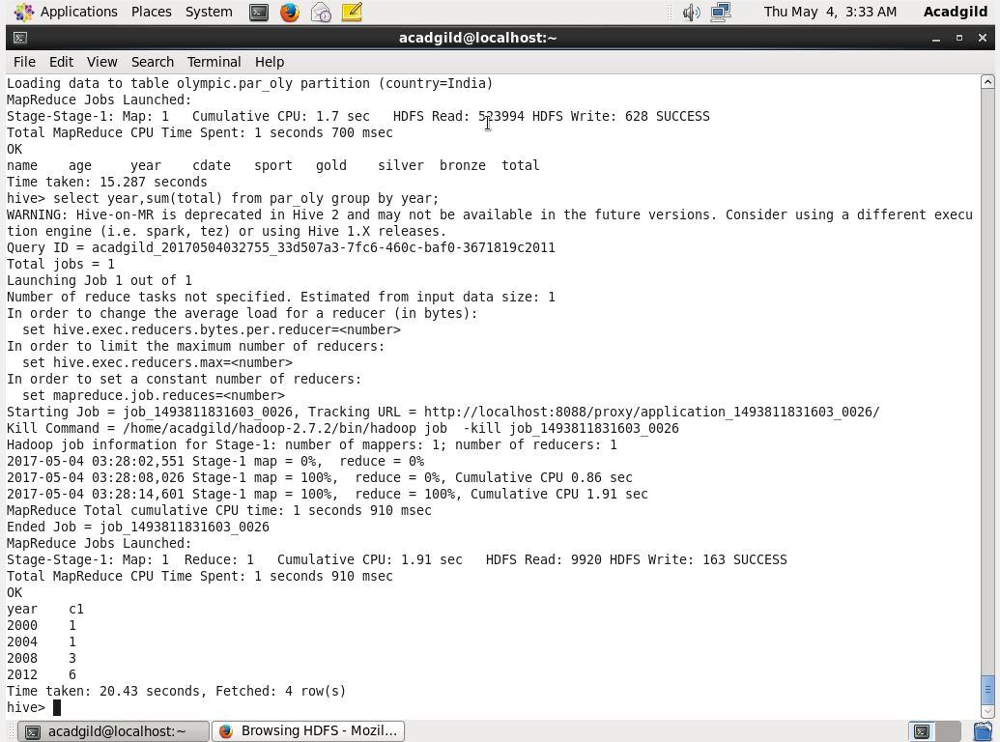 Applications Places System Thu May 4, 3:33 AM Acadgild
acadgild@localhost:~
File Edit View Search Terminal Help
Loading data to table olympic.par_oly partition (country=India)
MapReduce Jobs Launched:
Stage-Stage-1: Map: 1   Cumulative CPU: 1.7 sec   HDFS Read: 523994 HDFS Write: 628 SUCCESS
Total MapReduce CPU Time Spent: 1 seconds 700 msec
OK
name    age     year    cdate   sport   gold    silver  bronze  total
Time taken: 15.287 seconds
hive> select year,sum(total) from par_oly group by year;
WARNING: Hive-on-MR is deprecated in Hive 2 and may not be available in the future versions. Consider using a different execu
tion engine (i.e. spark, tez) or using Hive 1.X releases.
Query ID = acadgild_20170504032755_33d507a3-7fc6-460c-baf0-3671819c2011
Total jobs = 1
Launching Job 1 out of 1
Number of reduce tasks not specified. Estimated from input data size: 1
In order to change the average load for a reducer (in bytes):
  set hive.exec.reducers.bytes.per.reducer=<number>
In order to limit the maximum number of reducers:
  set hive.exec.reducers.max=<number>
In order to set a constant number of reducers:
  set mapreduce.job.reduces=<number>
Starting Job = job_1493811831603_0026, Tracking URL = http://localhost:8088/proxy/application_1493811831603_0026/
Kill Command = /home/acadgild/hadoop-2.7.2/bin/hadoop job  -kill job_1493811831603_0026
Hadoop job information for Stage-1: number of mappers: 1; number of reducers: 1
2017-05-04 03:28:02,551 Stage-1 map = 0%,  reduce = 0%
2017-05-04 03:28:08,026 Stage-1 map = 100%,  reduce = 0%, Cumulative CPU 0.86 sec
2017-05-04 03:28:14,601 Stage-1 map = 100%,  reduce = 100%, Cumulative CPU 1.91 sec
MapReduce Total cumulative CPU time: 1 seconds 910 msec
Ended Job = job_1493811831603_0026
MapReduce Jobs Launched:
Stage-Stage-1: Map: 1  Reduce: 1   Cumulative CPU: 1.91 sec   HDFS Read: 9920 HDFS Write: 163 SUCCESS
Total MapReduce CPU Time Spent: 1 seconds 910 msec
OK
year    c1
2000    1
2004    1
2008    3
2012    6
Time taken: 20.43 seconds, Fetched: 4 row(s)
hive>
acadgild@localhost:~ Browsing HDFS - Mozil...